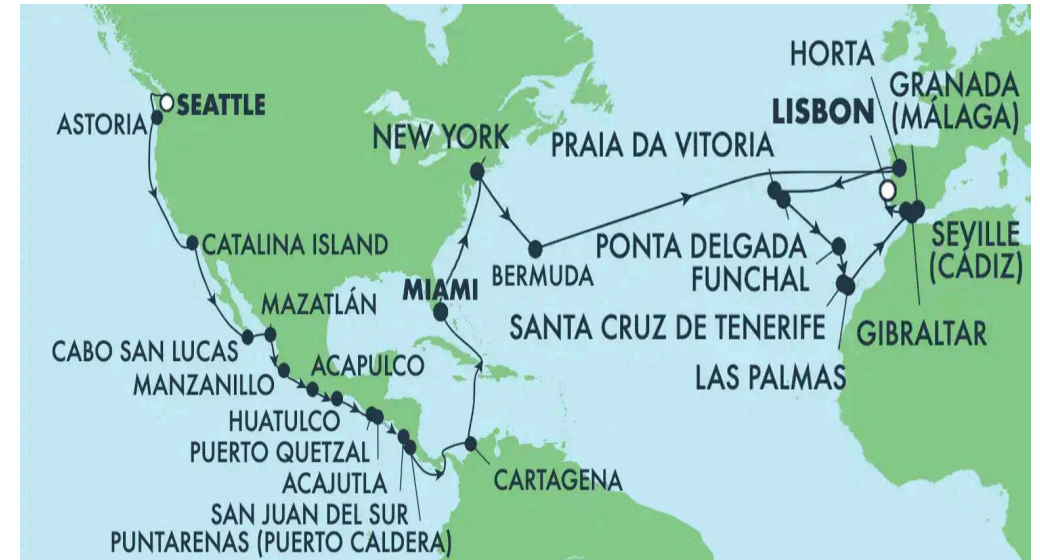 SEATTLE
ASTORIA
CATALINA ISLAND
MAZATLÁN
CABO SAN LUCAS
MANZANILLO
ACAPULCO
HUATULCO
PUERTO QUETZAL
ACAJUTLA
SAN JUAN DEL SUR
PUNTARENAS (PUERTO CALDERA)
CARTAGENA
MIAMI
NEW YORK
BERMUDA
HORTA
GRANADA
(MÁLAGA)
LISBON
PRAIA DA VITORIA
PONTA DELGADA
FUNCHAL
SEVILLE
(CÁDIZ)
SANTA CRUZ DE TENERIFE
GIBRALTAR
LAS PALMAS